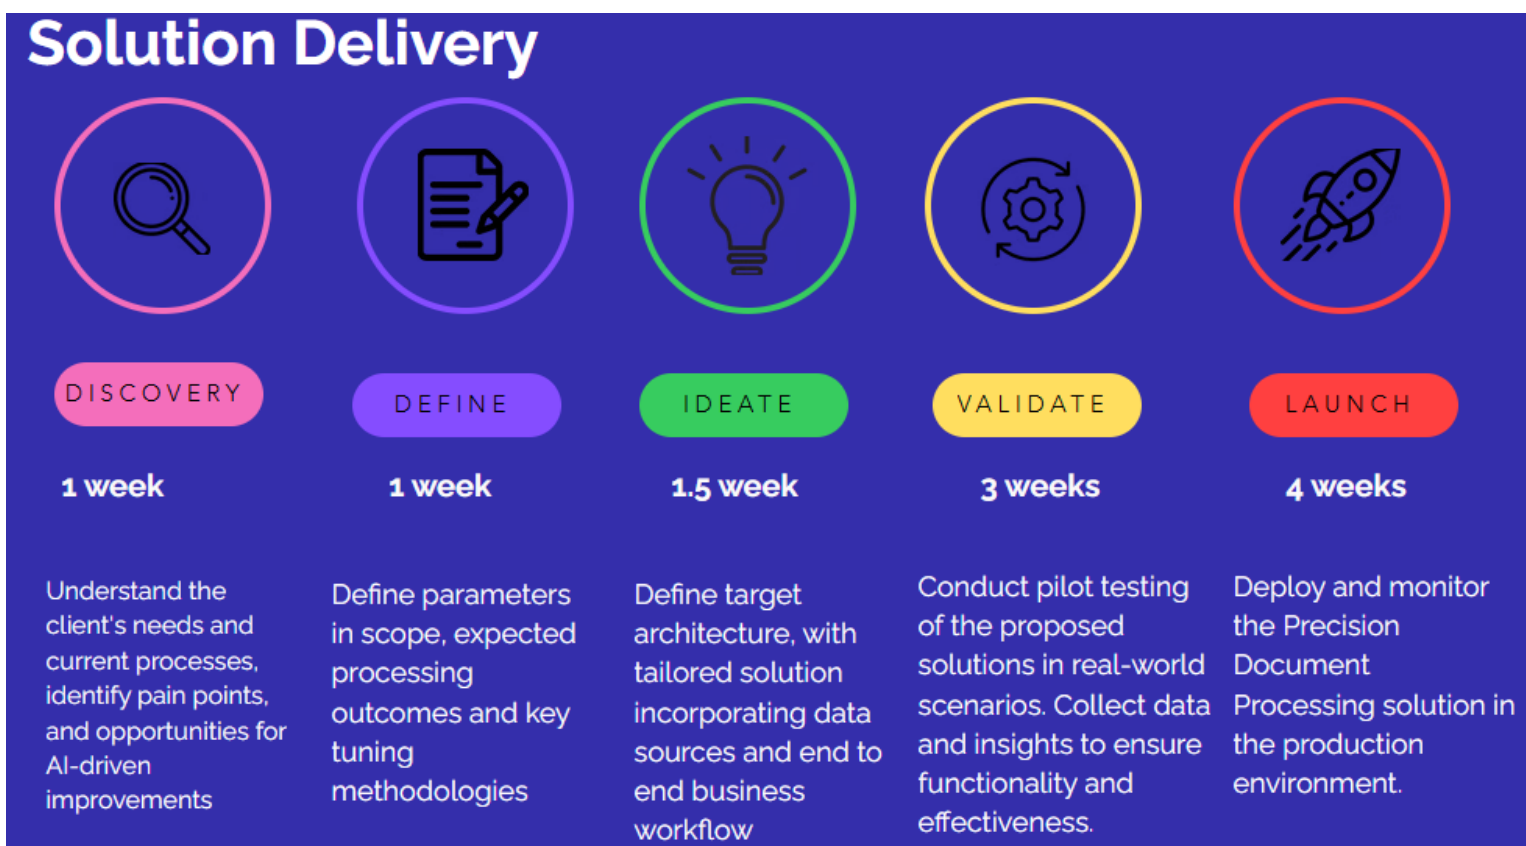 Solution Delivery
DISCOVERY
DEFINE
IDEATE
VALIDATE
LAUNCH
1 week
1 week
1.5 week
3 weeks
4 weeks
Understand the
client's needs and
current processes,
identify pain points,
and opportunities for
AI-driven
improvements
Define parameters
in scope, expected
processing
outcomes and key
tuning
methodologies
Define target
architecture, with
tailored solution
incorporating data
sources and end to
end business
workflow
Conduct pilot testing
of the proposed
solutions in real-world
scenarios. Collect data
and insights to ensure
functionality and
effectiveness.
Deploy and monitor
the Precision
Document
Processing solution in
the production
environment.